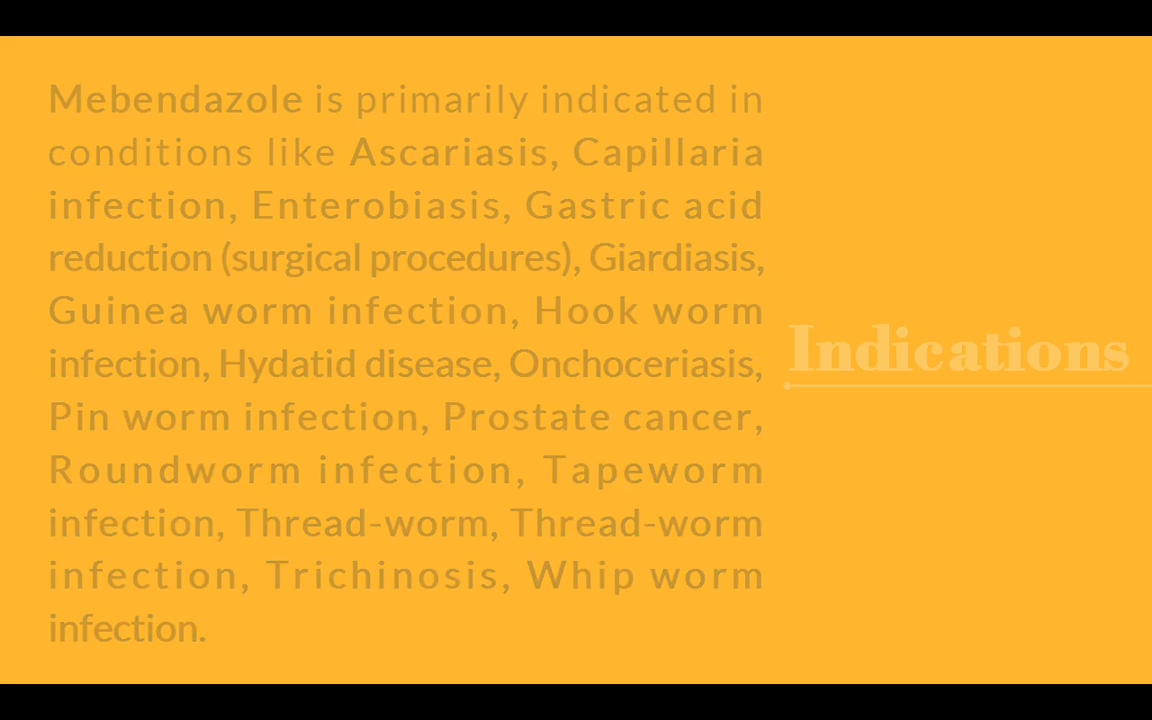 Mebendazole is primarily indicated in
conditions like Ascariasis, Capillaria
infection, Enterobiasis, Gastric acid
reduction (surgical procedures), Giardiasis,
Guinea worm infection, Hook worm
infection, Hydatid disease, Onchoceriasis,
Pin worm infection, Prostate cancer,
Roundworm infection, Tapeworm
infection, Thread-worm, Thread-worm
infection, Trichinosis, Whip worm
infection.
Indications